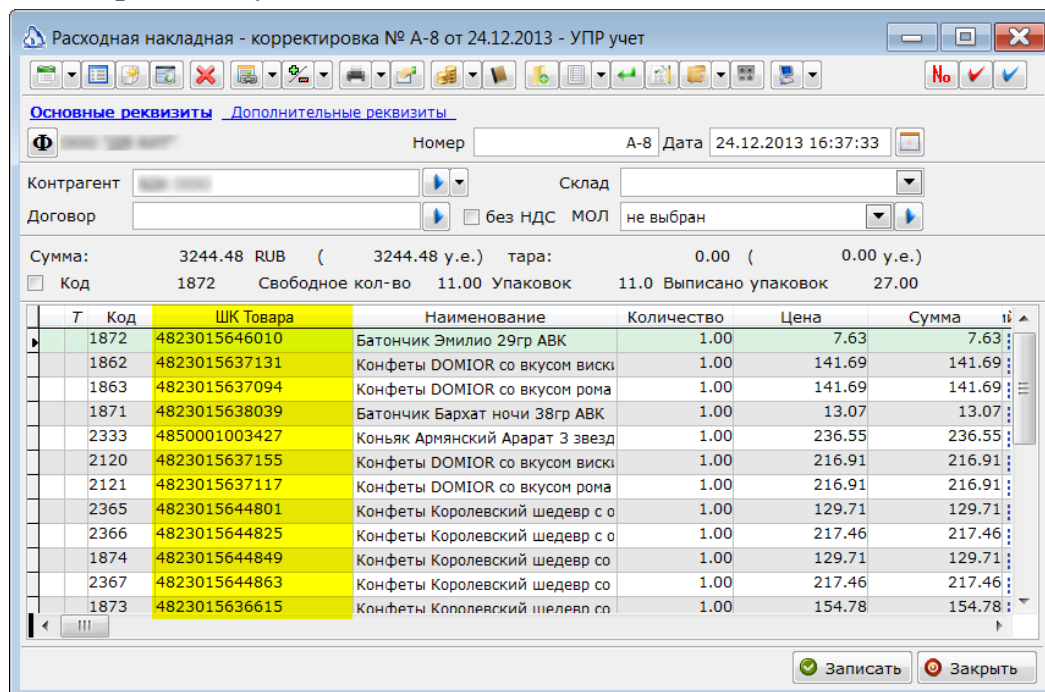 Расходная накладная - корректировка № А-8 от 24.12.2013 - УПР учет
No
Основные реквизиты Дополнительные реквизиты
Ф Номер А-8 Дата 24.12.2013 16:37:33
Контрагент Склад
Договор без НДС МОЛ не выбран
Сумма: 3244.48 RUB ( 3244.48 у.е.) тара: 0.00 ( 0.00 у.е.)
Код 1872 Свободное кол-во 11.00 Упаковок 11.0 Выписано упаковок 27.00
Т Код ШК Товара Наименование Количество Цена Сумма
1872 4823015646010 Батончик Эмилио 29гр АВК 1.00 7.63 7.63
1862 4823015637131 Конфеты DOMIOR со вкусом виски 1.00 141.69 141.69
1863 4823015637094 Конфеты DOMIOR со вкусом рома 1.00 141.69 141.69
1871 4823015638039 Батончик Бархат ночи 38гр АВК 1.00 13.07 13.07
2333 4850001003427 Коньяк Армянский Арарат 3 звезд 1.00 236.55 236.55
2120 4823015637155 Конфеты DOMIOR со вкусом виски 1.00 216.91 216.91
2121 4823015637117 Конфеты DOMIOR со вкусом рома 1.00 216.91 216.91
2365 4823015644801 Конфеты Королевский шедевр с о 1.00 129.71 129.71
2366 4823015644825 Конфеты Королевский шедевр с о 1.00 217.46 217.46
1874 4823015644849 Конфеты Королевский шедевр со 1.00 129.71 129.71
2367 4823015644863 Конфеты Королевский шедевр со 1.00 217.46 217.46
1873 4823015636615 Конфеты Королевский шедевр со 1.00 154.78 154.78
Записать Закрыть